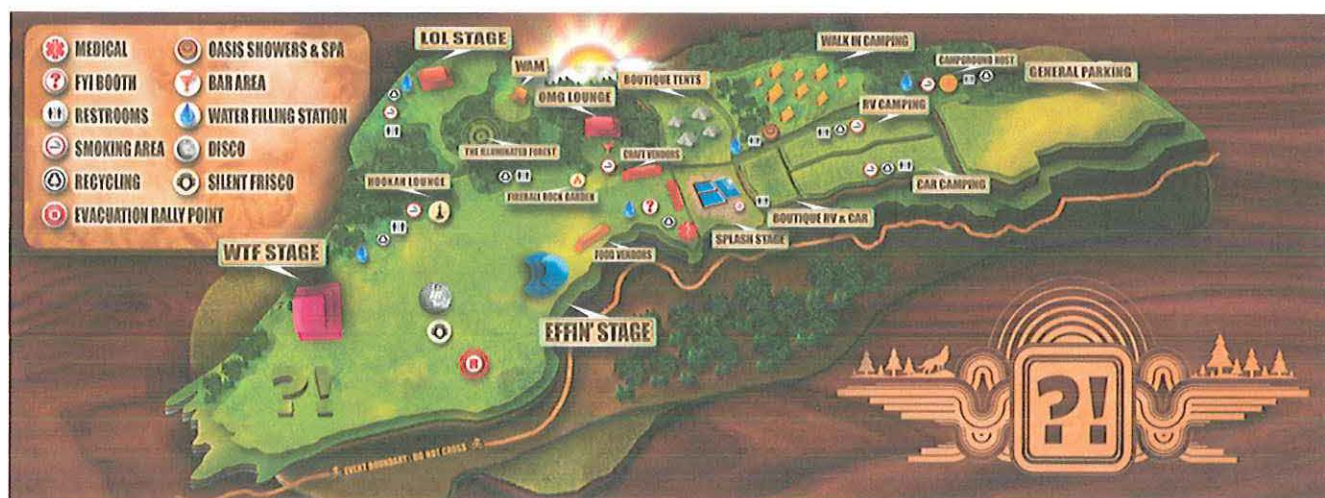 MEDICAL
FYI BOOTH
RESTROOMS
SMOKING AREA
RECYCLING
EVACUATION RALLY POINT
OASIS SHOWERS & SPA
BAR AREA
WATER FILLING STATION
DISCO
SILENT FRISCO
LOL STAGE
WAM
OMG LOUNGE
BOUTIQUE TENTS
WALK IN CAMPING
CAMPGROUND HOST
GENERAL PARKING
RV CAMPING
THE ILLUMINATED FOREST
CRAFT VENDORS
HOOKAH LOUNGE
FIREBALL ROCK GARDEN
CAR CAMPING
BOUTIQUE RV & CAR
SPLASH STAGE
FOOD VENDORS
WTF STAGE
EFFIN' STAGE
?!
?!
EVENT BOUNDARY: DO NOT CROSS